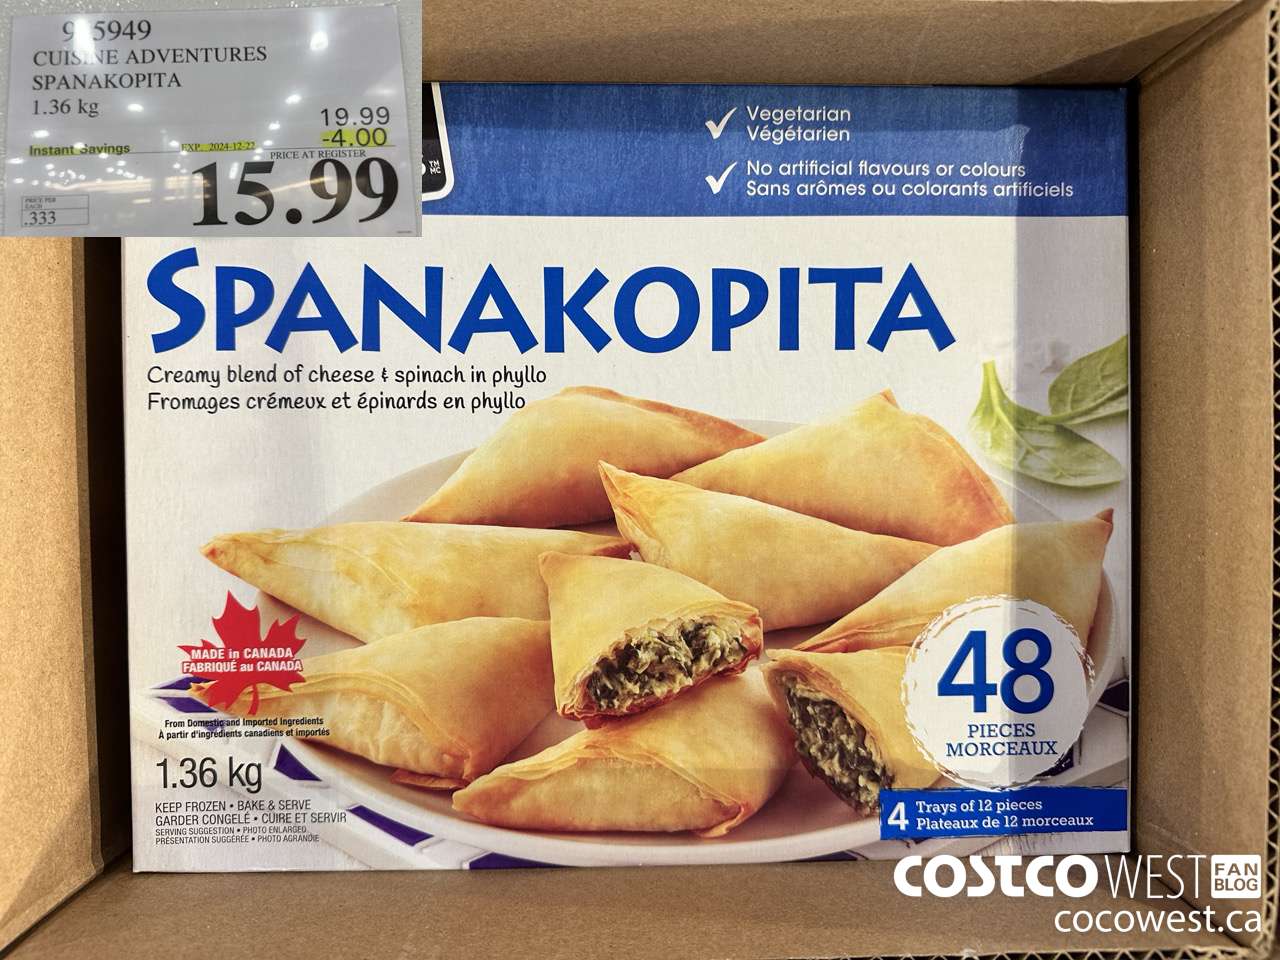 CUISINE ADVENTURES
SPANAKOPITA
1.36 kg
19.99
-4.00
Instant Savings
EXP. 2024-12-22
PRICE AT REGISTER
15.99
PRICE PER
EACH
.333
TM
MC
Vegetarian
Végétarien
No artificial flavours or colours
Sans arômes ou colorants artificiels
SPANAKOPITA
Creamy blend of cheese & spinach in phyllo
Fromages crémeux et épinards en phyllo
MADE in CANADA
FABRIQUÉ au CANADA
From Domestic and Imported Ingredients
À partir d'ingrédients canadiens et importés
1.36 kg
KEEP FROZEN • BAKE & SERVE
GARDER CONGELÉ • CUIRE ET SERVIR
SERVING SUGGESTION • PHOTO ENLARGED
PRÉSENTATION SUGGÉRÉE • PHOTO AGRANDIE
48
PIECES
MORCEAUX
4 Trays of 12 pieces
Plateaux de 12 morceaux
COSTCO WEST FAN BLOG
cocowest.ca